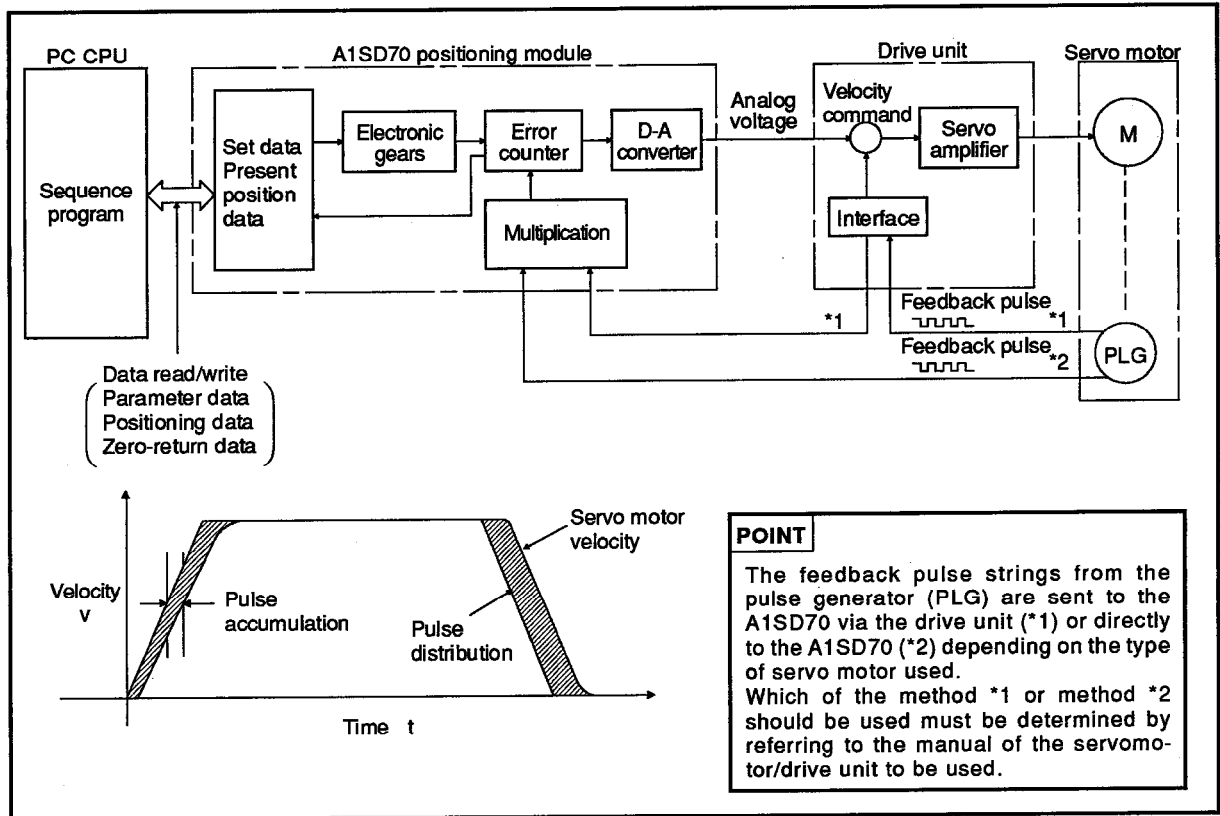 PC CPU
A1SD70 positioning module
Drive unit
Servo motor
Sequence
program
Set data
Present
position
data
Electronic
gears
Error
counter
D-A
converter
Multiplication
Analog
voltage
Velocity
command
Servo
amplifier
Interface
M
PLG
*1
Feedback pulse
*1
Feedback pulse
*2
Data read/write
Parameter data
Positioning data
Zero-return data
Velocity
v
Pulse
accumulation
Pulse
distribution
Servo motor
velocity
Time t
POINT
The feedback pulse strings from the
pulse generator (PLG) are sent to the
A1SD70 via the drive unit (*1) or directly
to the A1SD70 (*2) depending on the type
of servo motor used.
Which of the method *1 or method *2
should be used must be determined by
referring to the manual of the servomo-
tor/drive unit to be used.